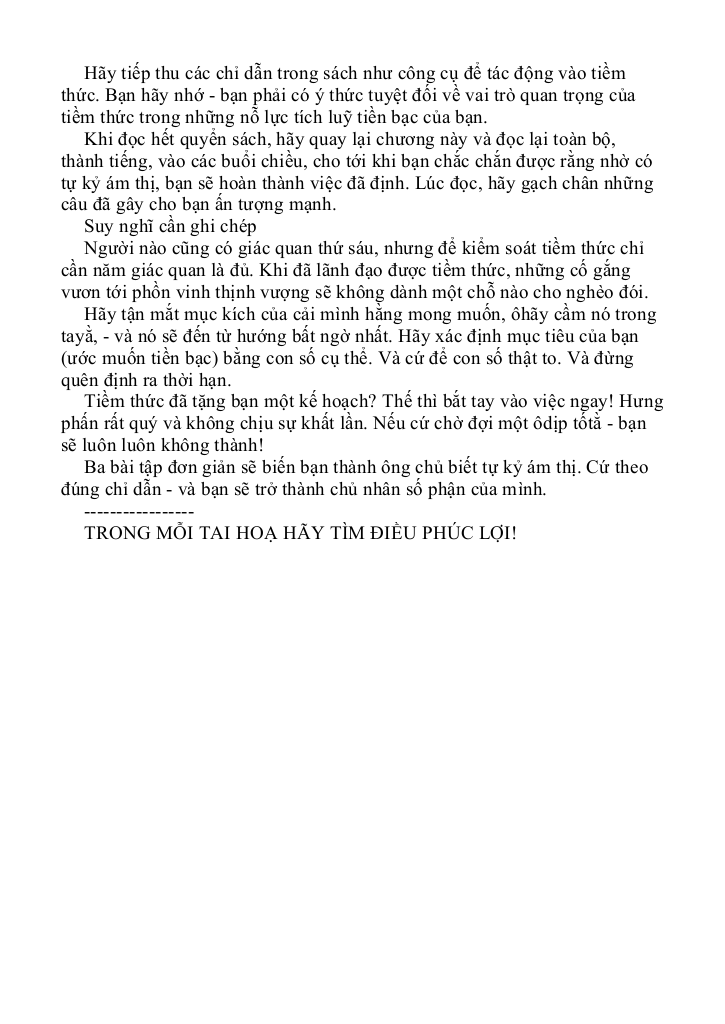 Hãy tiếp thu các chỉ dẫn trong sách như công cụ để tác động vào tiềm
thức. Bạn hãy nhớ - bạn phải có ý thức tuyệt đối về vai trò quan trọng của
tiềm thức trong những nỗ lực tích luỹ tiền bạc của bạn.
Khi đọc hết quyển sách, hãy quay lại chương này và đọc lại toàn bộ,
thành tiếng, vào các buổi chiều, cho tới khi bạn chắc chắn được rằng nhờ có
tự kỷ ám thị, bạn sẽ hoàn thành việc đã định. Lúc đọc, hãy gạch chân những
câu đã gây cho bạn ấn tượng mạnh.
Suy nghĩ cần ghi chép
Người nào cũng có giác quan thứ sáu, nhưng để kiểm soát tiềm thức chỉ
cần năm giác quan là đủ. Khi đã lãnh đạo được tiềm thức, những cố gắng
vươn tới phồn vinh thịnh vượng sẽ không dành một chỗ nào cho nghèo đói.
Hãy tận mắt mục kích của cải mình hằng mong muốn, ôhãy cầm nó trong
tayằ, - và nó sẽ đến từ hướng bất ngờ nhất. Hãy xác định mục tiêu của bạn
(ước muốn tiền bạc) bằng con số cụ thể. Và cứ để con số thật to. Và đừng
quên định ra thời hạn.
Tiềm thức đã tặng bạn một kế hoạch? Thế thì bắt tay vào việc ngay! Hưng
phấn rất quý và không chịu sự khất lần. Nếu cứ chờ đợi một ôdịp tốtằ - bạn
sẽ luôn luôn không thành!
Ba bài tập đơn giản sẽ biến bạn thành ông chủ biết tự kỷ ám thị. Cứ theo
đúng chỉ dẫn - và bạn sẽ trở thành chủ nhân số phận của mình.
-----------------
TRONG MỖI TAI HOẠ HÃY TÌM ĐIỀU PHÚC LỢI!